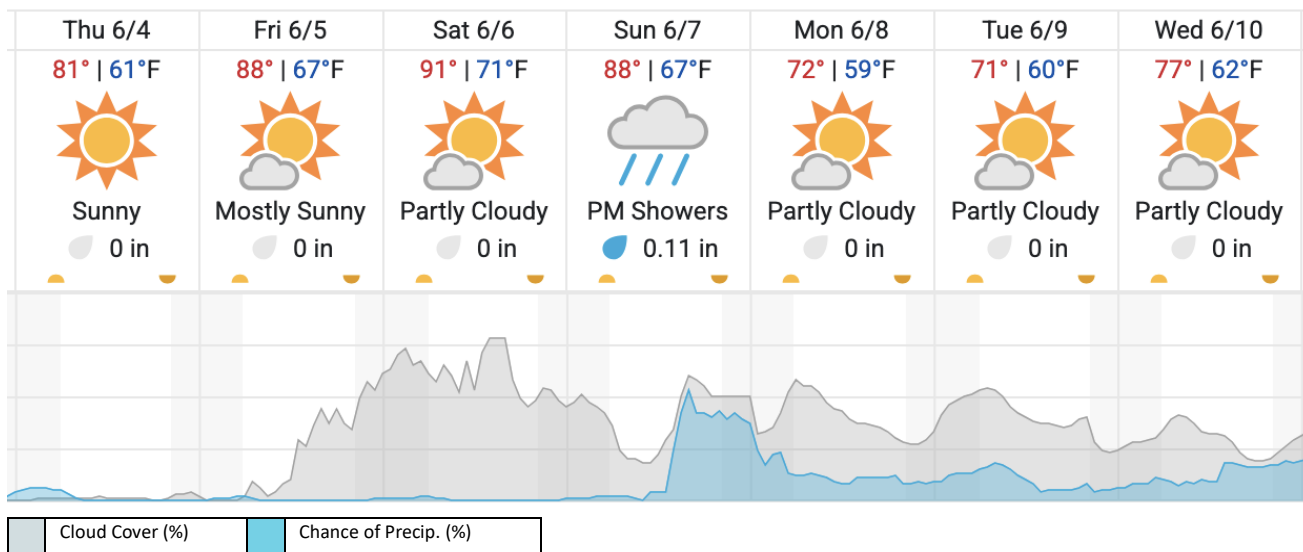 Thu 6/4 Fri 6/5 Sat 6/6 Sun 6/7 Mon 6/8 Tue 6/9 Wed 6/10
81° | 61°F 88° | 67°F 91° | 71°F 88° | 67°F 72° | 59°F 71° | 60°F 77° | 62°F
Sunny Mostly Sunny Partly Cloudy PM Showers Partly Cloudy Partly Cloudy Partly Cloudy
0 in 0 in 0 in 0.11 in 0 in 0 in 0 in
Cloud Cover (%) Chance of Precip. (%)